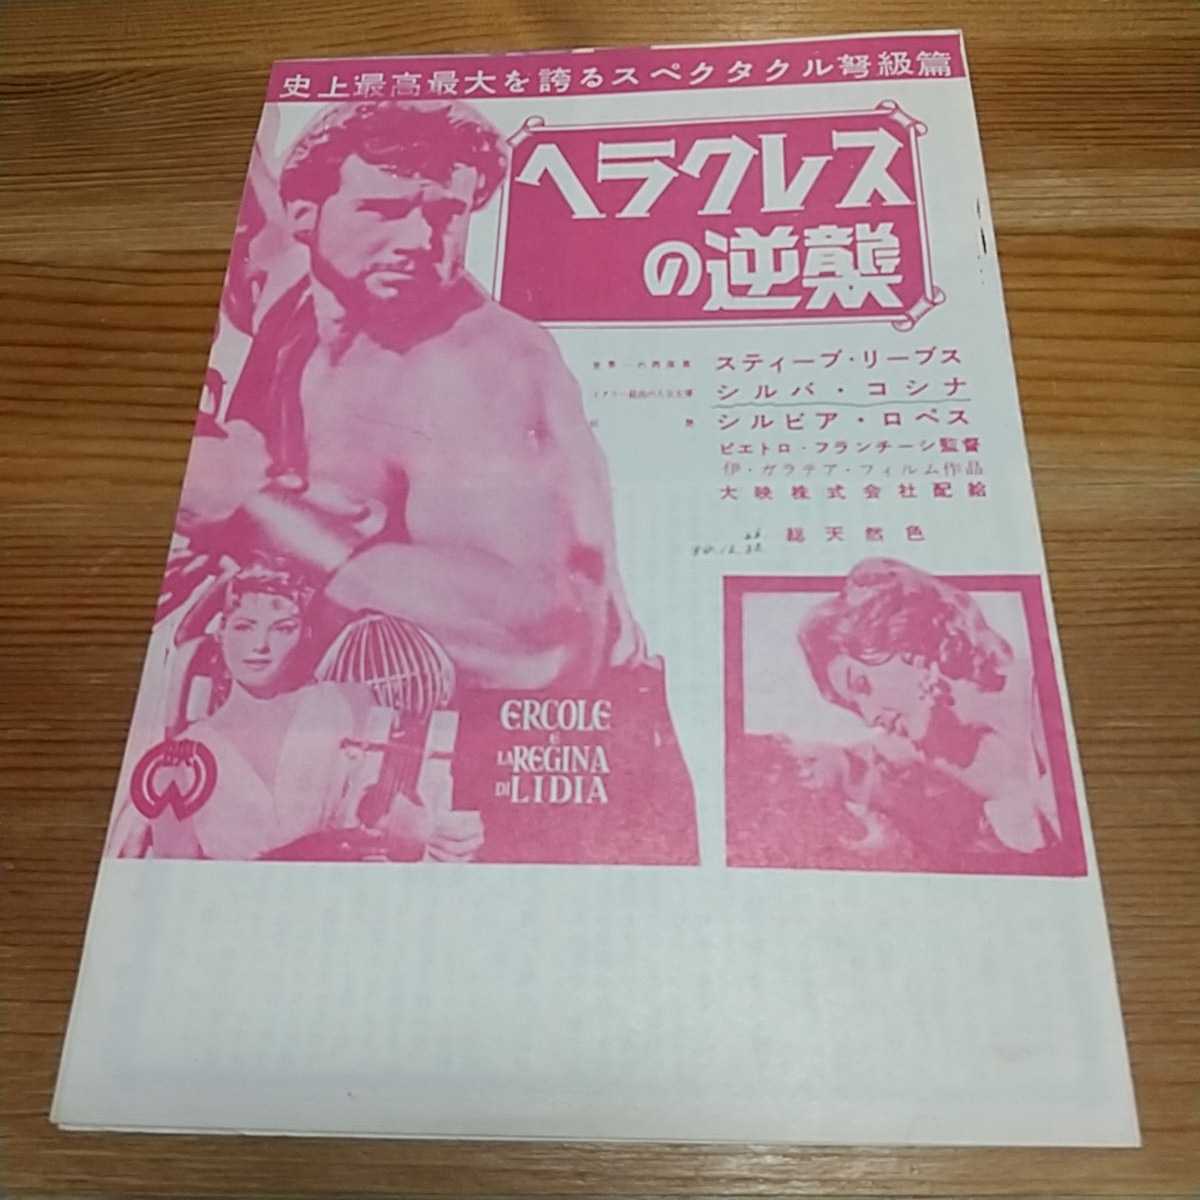 史上最高最大を誇るスペクタクル弩級篇
ヘラクレス
の逆襲
スティーブ・リーブス
シルバ・コシナ
シルビア・ロペス
ピエトロ・フランチーシ監督
伊・ガラテア・フィルム作品
大映株式会社配給
総天然色
ERCOLE
E
LA REGINA
DI LIDIA
映